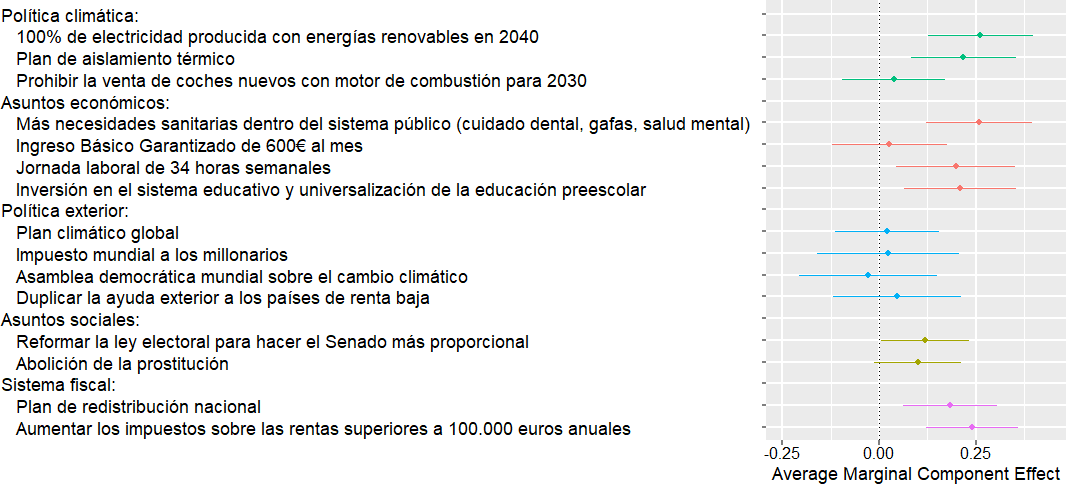 Política climática:
100% de electricidad producida con energías renovables en 2040
Plan de aislamiento térmico
Prohibir la venta de coches nuevos con motor de combustión para 2030
Asuntos económicos:
Más necesidades sanitarias dentro del sistema público (cuidado dental, gafas, salud mental)
Ingreso Básico Garantizado de 600€ al mes
Jornada laboral de 34 horas semanales
Inversión en el sistema educativo y universalización de la educación preescolar
Política exterior:
Plan climático global
Impuesto mundial a los millonarios
Asamblea democrática mundial sobre el cambio climático
Duplicar la ayuda exterior a los países de renta baja
Asuntos sociales:
Reformar la ley electoral para hacer el Senado más proporcional
Abolición de la prostitución
Sistema fiscal:
Plan de redistribución nacional
Aumentar los impuestos sobre las rentas superiores a 100.000 euros anuales
-0.25 0.00 0.25
Average Marginal Component Effect